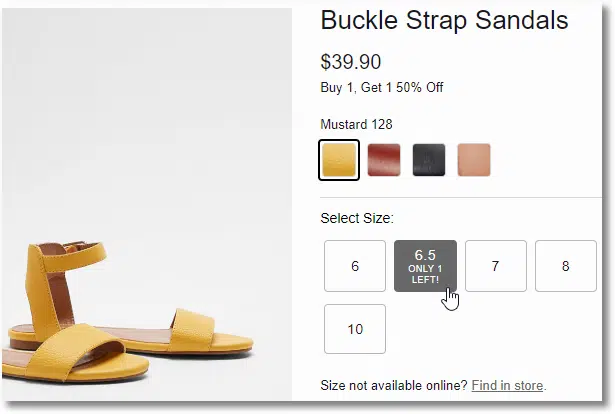 Buckle Strap Sandals
$39.90
Buy 1, Get 1 50% Off
Mustard 128
Select Size:
6
6.5
ONLY 1
LEFT!
7
8
10
Size not available online? Find in store.